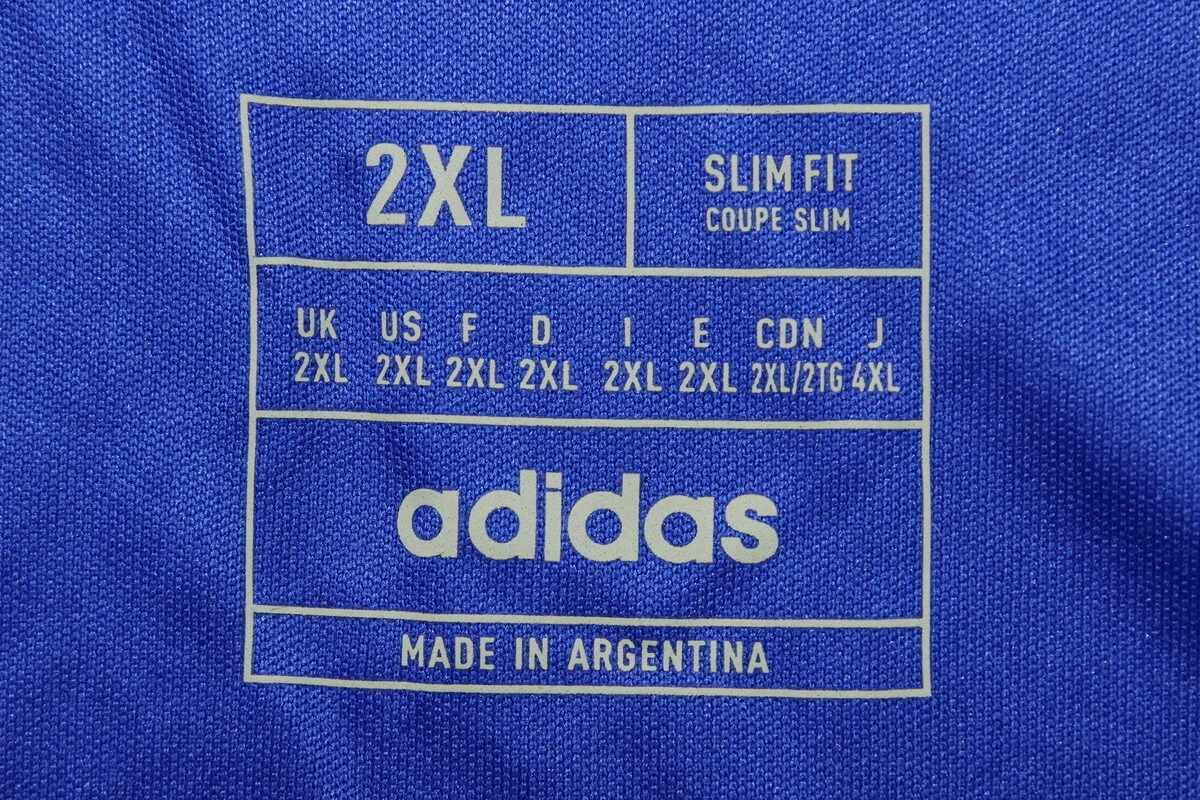 2XL
SLIM FIT
COUPE SLIM
UK US F D I E CDN J
2XL 2XL 2XL 2XL 2XL 2XL 2XL/2TG 4XL
adidas
MADE IN ARGENTINA